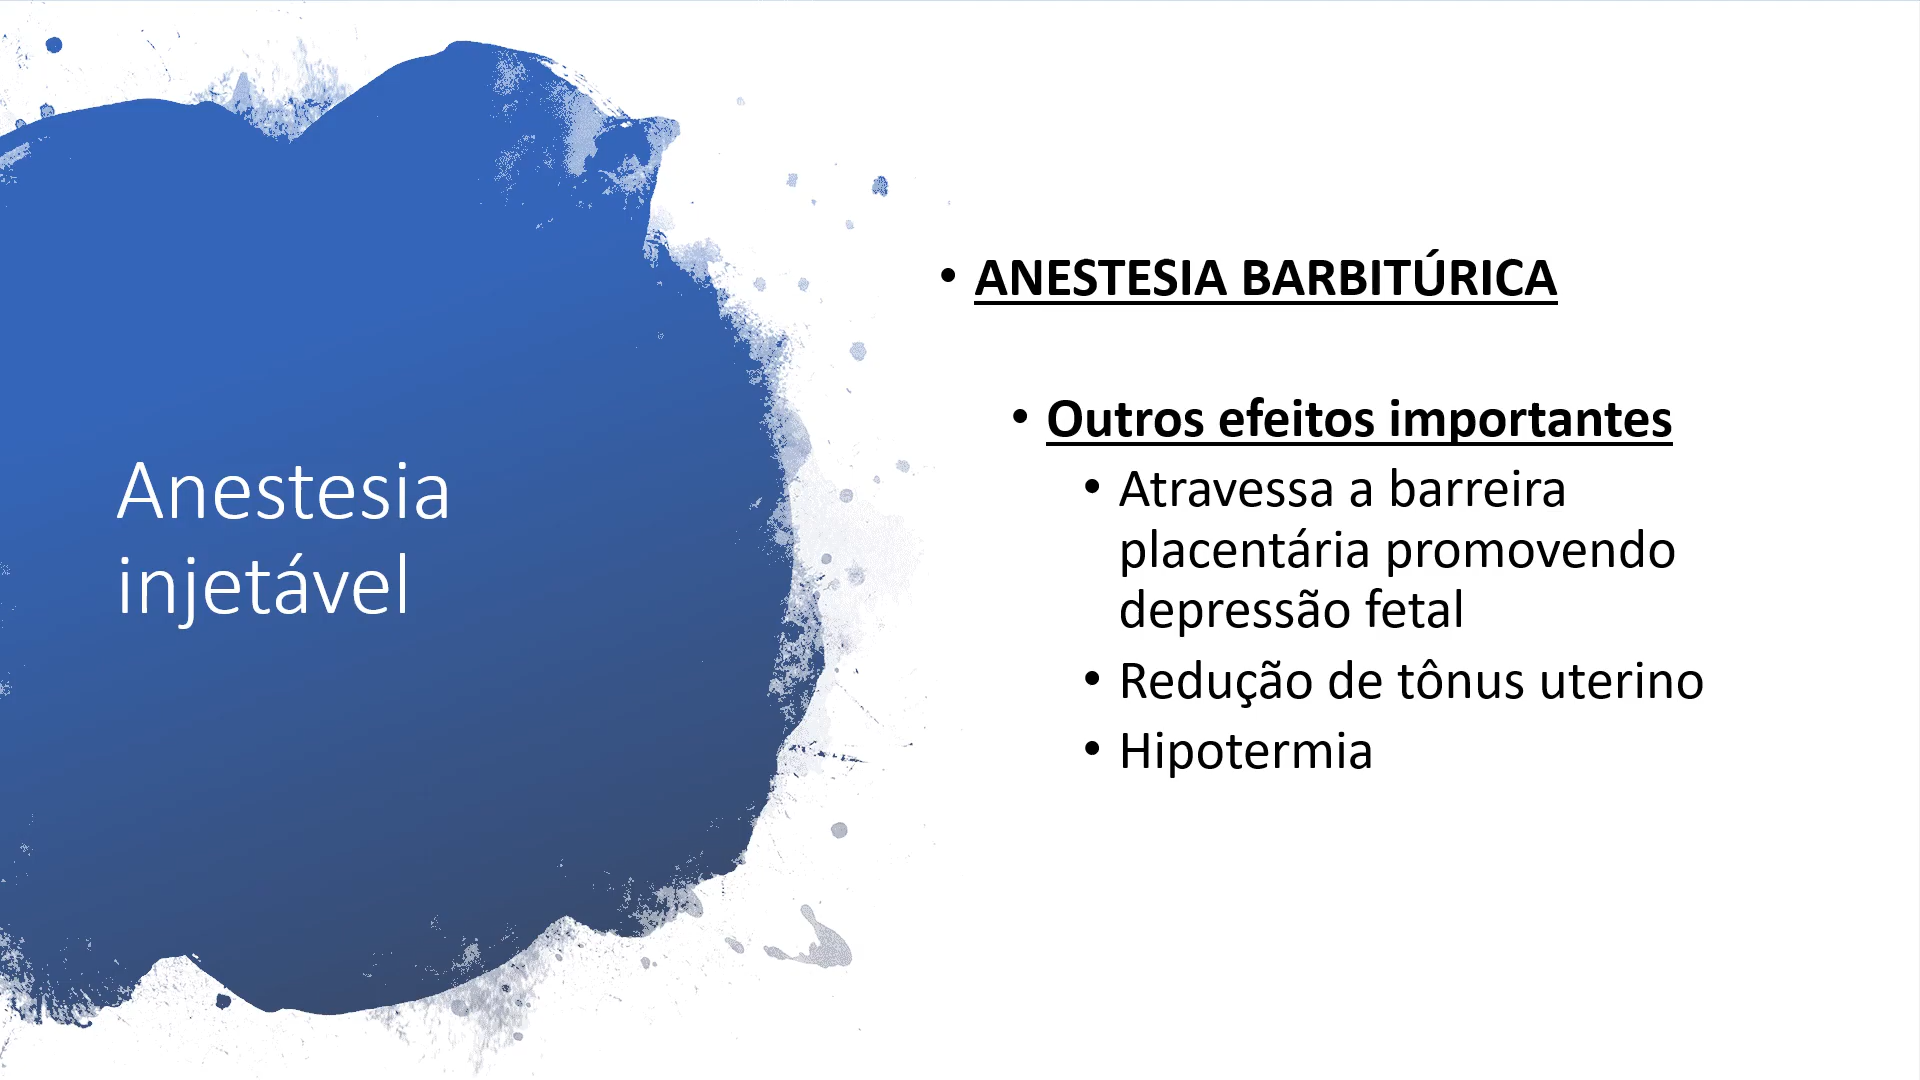 Anestesia
injetável
• ANESTESIA BARBITÚRICA
• Outros efeitos importantes
• Atravessa a barreira
placentária promovendo
depressão fetal
• Redução de tônus uterino
• Hipotermia